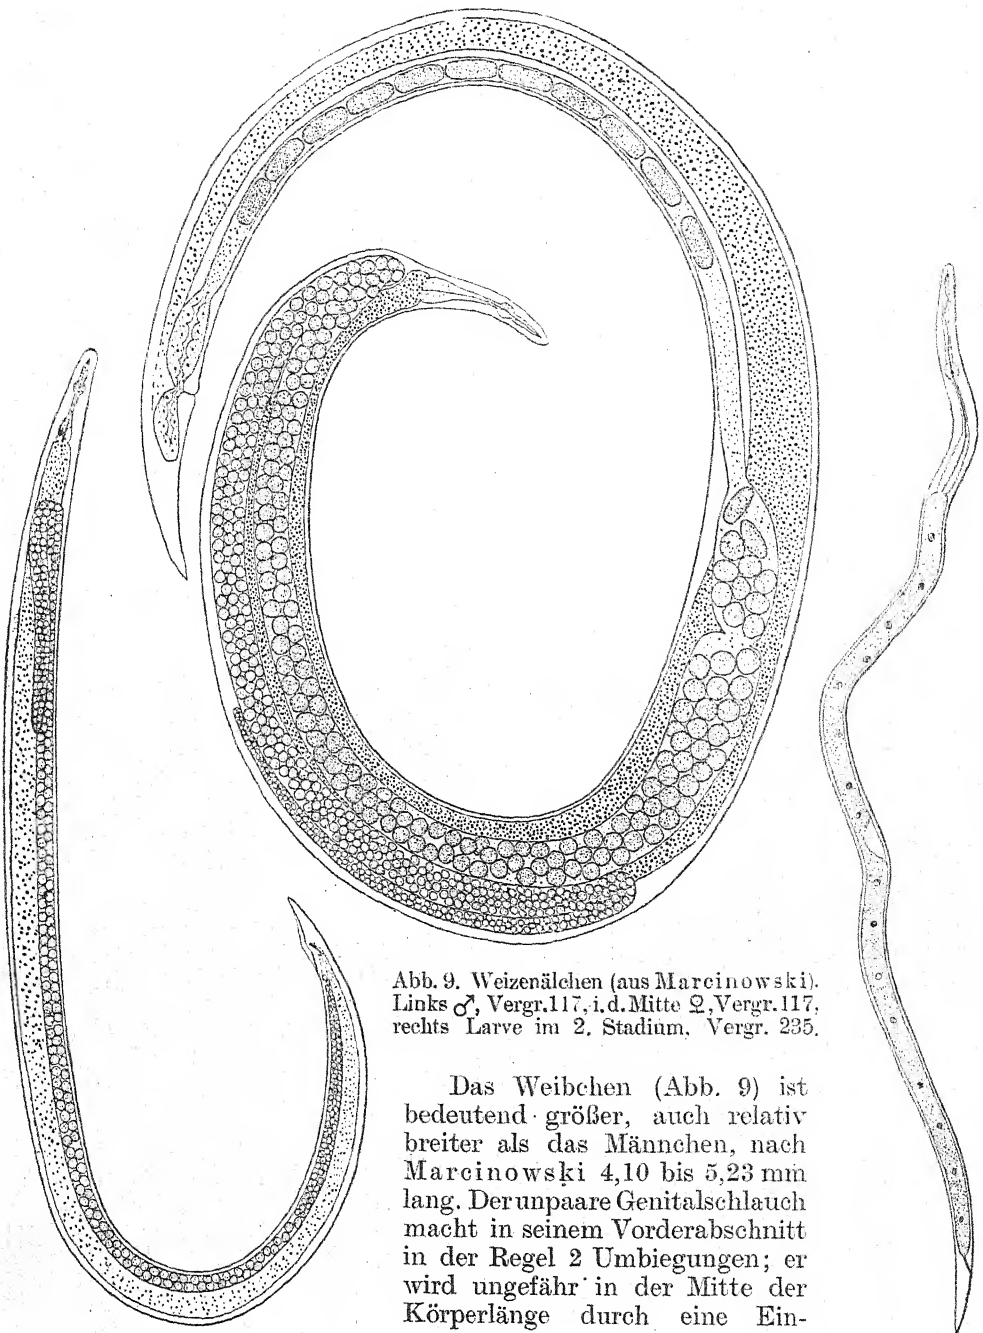 Abb. 9. Weizenälchen (aus Marcinowski).
Links ♂, Vergr. 117, i. d. Mitte ♀, Vergr. 117,
rechts Larve im 2. Stadium, Vergr. 235.
Das Weibchen (Abb. 9) ist
bedeutend größer, auch relativ
breiter als das Männchen, nach
Marcinowski 4,10 bis 5,23 mm
lang. Der unpaare Genitalschlauch
macht in seinem Vorderabschnitt
in der Regel 2 Umbiegungen; er
wird ungefähr in der Mitte der
Körperlänge durch eine Ein-